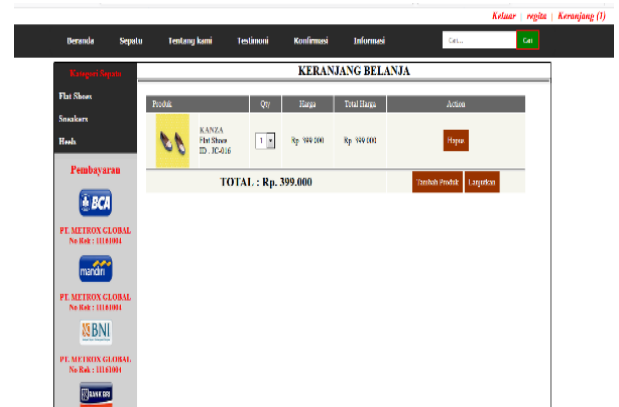 Keluar | regita | Keranjang (1)
Beranda Sepatu Tentang kami Testimoni Konfirmasi Informasi Cari... Cari
Kategori Sepatu
Flat Shoes
Sneakers
Heels
Pembayaran
BCA
PT. METROX GLOBAL
No Rek : 11161004
mandiri
PT. METROX GLOBAL
No Rek : 11161004
BNI
PT. METROX GLOBAL
No Rek : 11161004
BANK BRI
KERANJANG BELANJA
Produk Qty Harga Total Harga Action
KANZA
Flat Shoes
ID : JC-016
1 Rp. 399.000 Rp. 399.000 Hapus
TOTAL : Rp. 399.000 Tambah Produk Lanjutkan